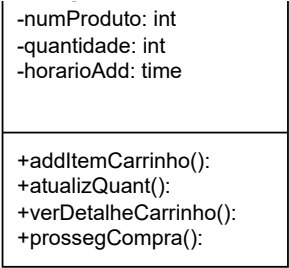 -numProduto: int
-quantidade: int
-horarioAdd: time
+addItemCarrinho():
+atualizQuant():
+verDetalheCarrinho():
+prossegCompra():